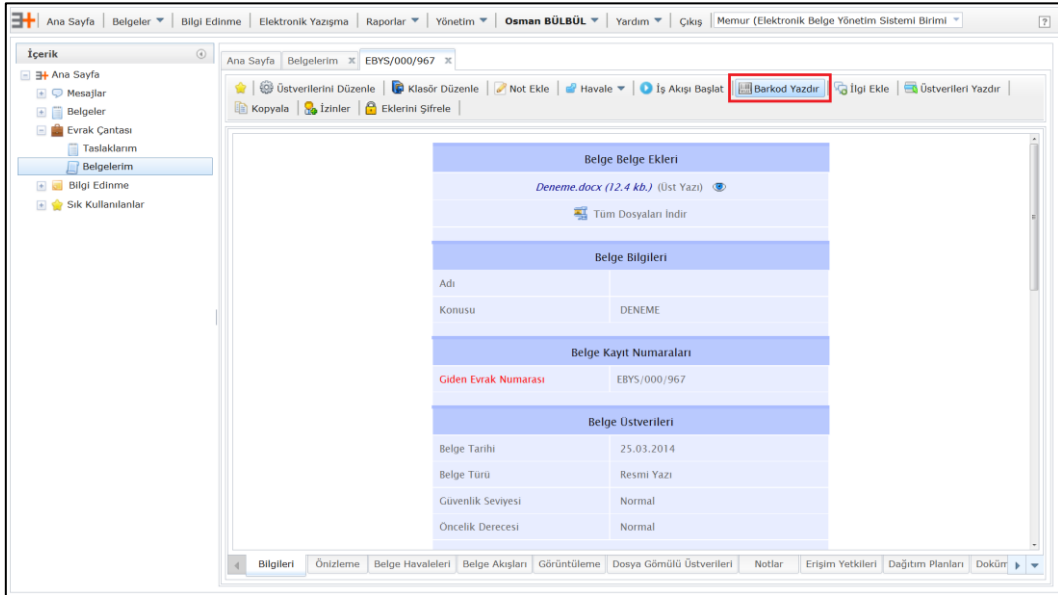 Ana Sayfa Belgeler Bilgi Edinme Elektronik Yazışma Raporlar Yönetim Osman BÜLBÜL Yardım Çıkış Memur (Elektronik Belge Yönetim Sistemi Birimi ?
İçerik
Ana Sayfa
Mesajlar
Belgeler
Evrak Çantası
Taslaklarım
Belgelerim
Bilgi Edinme
Sık Kullanılanlar
Ana Sayfa Belgelerim EBYS/000/967
Üstverilerini Düzenle Klasör Düzenle Not Ekle Havale İş Akışı Başlat Barkod Yazdır İlgi Ekle Üstverileri Yazdır
Kopyala İzinler Eklerini Şifrele
Belge Belge Ekleri
Deneme.docx (12.4 kb.) (Üst Yazı)
Tüm Dosyaları İndir
Belge Bilgileri
Adı
Konusu DENEME
Belge Kayıt Numaraları
Giden Evrak Numarası EBYS/000/967
Belge Üstverileri
Belge Tarihi 25.03.2014
Belge Türü Resmi Yazı
Güvenlik Seviyesi Normal
Öncelik Derecesi Normal
Bilgileri Önizleme Belge Havaleleri Belge Akışları Görüntüleme Dosya Gömülü Üstverileri Notlar Erişim Yetkileri Dağıtım Planları Doküm